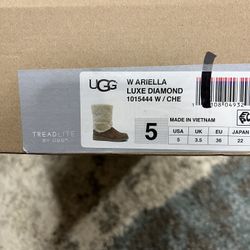 UGG
W ARIELLA
LUXE DIAMOND
1015444 W / CHE
TREADLITE
BY UGG™
5
MADE IN VIETNAM
USA UK EU JAPAN
5 3.5 36 22